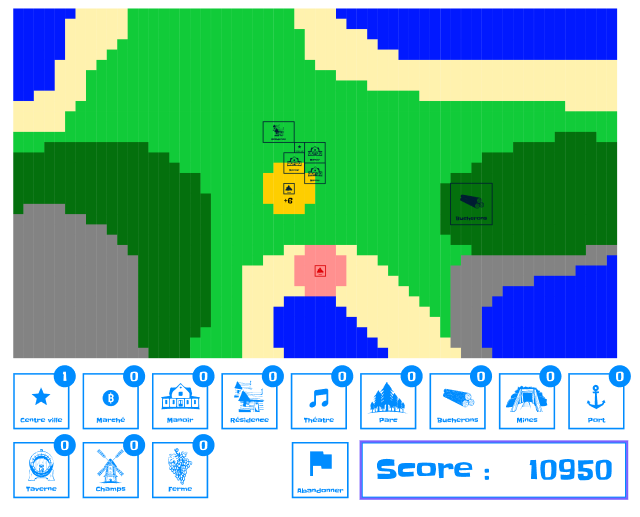 +6
Bucherons
1 0 0 0 0 0 0 0 0
Centre ville Marché Manoir Résidence Théatre Parc Bucherons Mines Port
0 0 0
Taverne Champs Ferme Abandonner Score : 10950